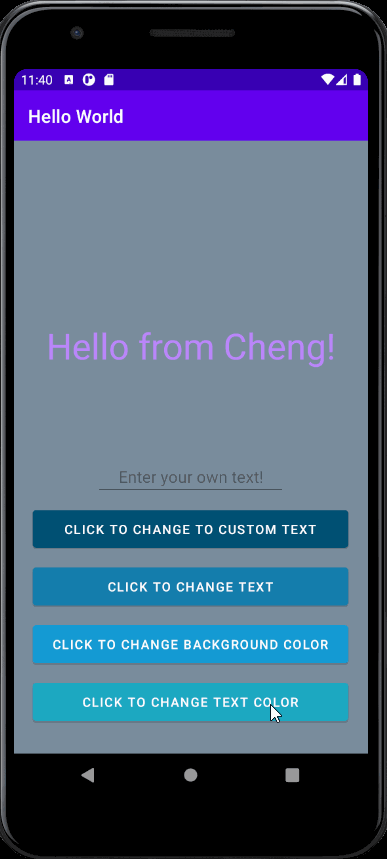 11:40
Hello World
Hello from Cheng!
Enter your own text!
CLICK TO CHANGE TO CUSTOM TEXT
CLICK TO CHANGE TEXT
CLICK TO CHANGE BACKGROUND COLOR
CLICK TO CHANGE TEXT COLOR